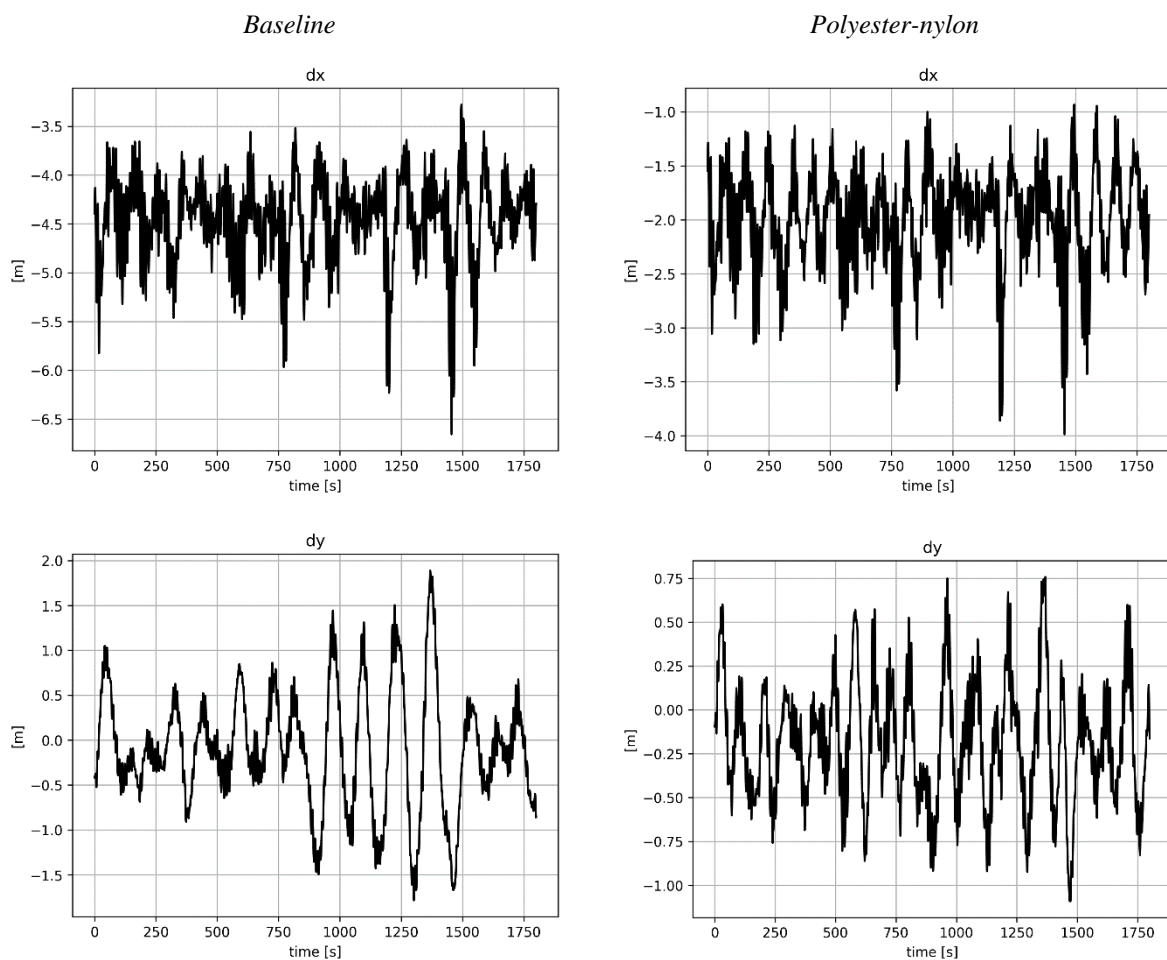 Baseline
Polyester-nylon
dx
−3.5
−4.0
−4.5
−5.0
−5.5
−6.0
−6.5
[m]
0 250 500 750 1000 1250 1500 1750
time [s]
dx
−1.0
−1.5
−2.0
−2.5
−3.0
−3.5
−4.0
[m]
0 250 500 750 1000 1250 1500 1750
time [s]
dy
2.0
1.5
1.0
0.5
0.0
−0.5
−1.0
−1.5
[m]
0 250 500 750 1000 1250 1500 1750
time [s]
dy
0.75
0.50
0.25
0.00
−0.25
−0.50
−0.75
−1.00
[m]
0 250 500 750 1000 1250 1500 1750
time [s]